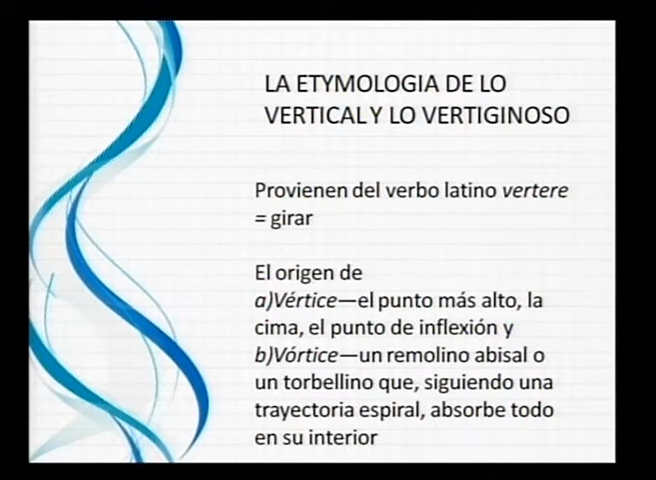 LA ETYMOLOGIA DE LO
VERTICAL Y LO VERTIGINOSO
Provienen del verbo latino vertere
= girar
El origen de
a)Vértice—el punto más alto, la
cima, el punto de inflexión y
b)Vórtice—un remolino abisal o
un torbellino que, siguiendo una
trayectoria espiral, absorbe todo
en su interior